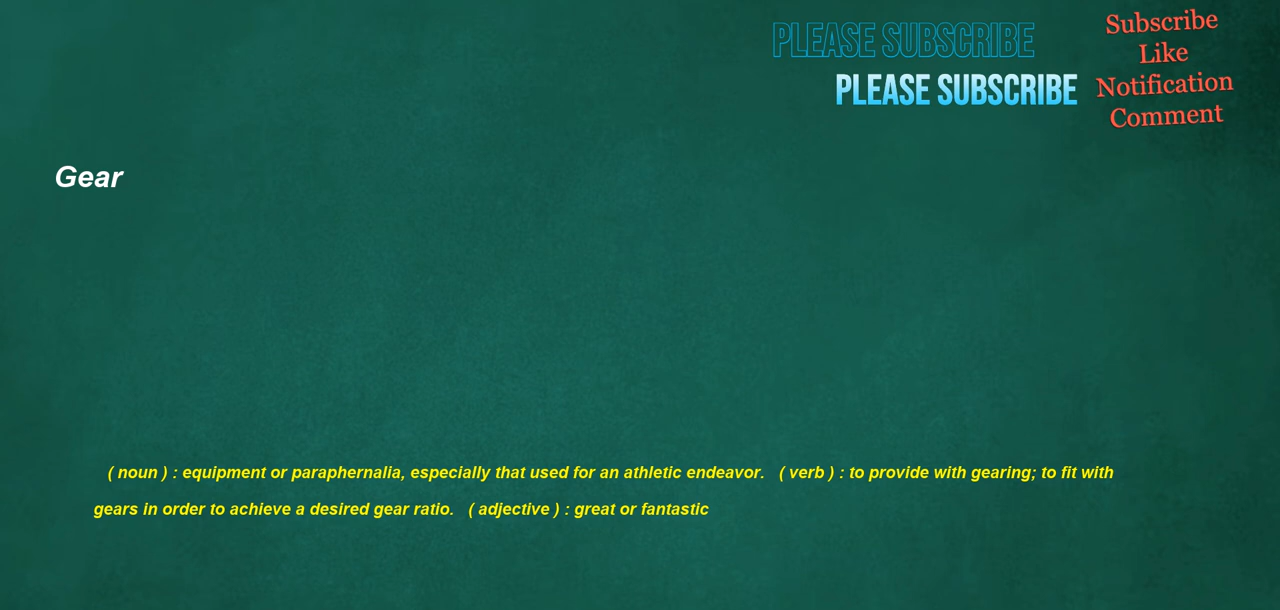 PLEASE SUBSCRIBE
PLEASE SUBSCRIBE
Subscribe
Like
Notification
Comment
Gear
( noun ) : equipment or paraphernalia, especially that used for an athletic endeavor. ( verb ) : to provide with gearing; to fit with
gears in order to achieve a desired gear ratio. ( adjective ) : great or fantastic